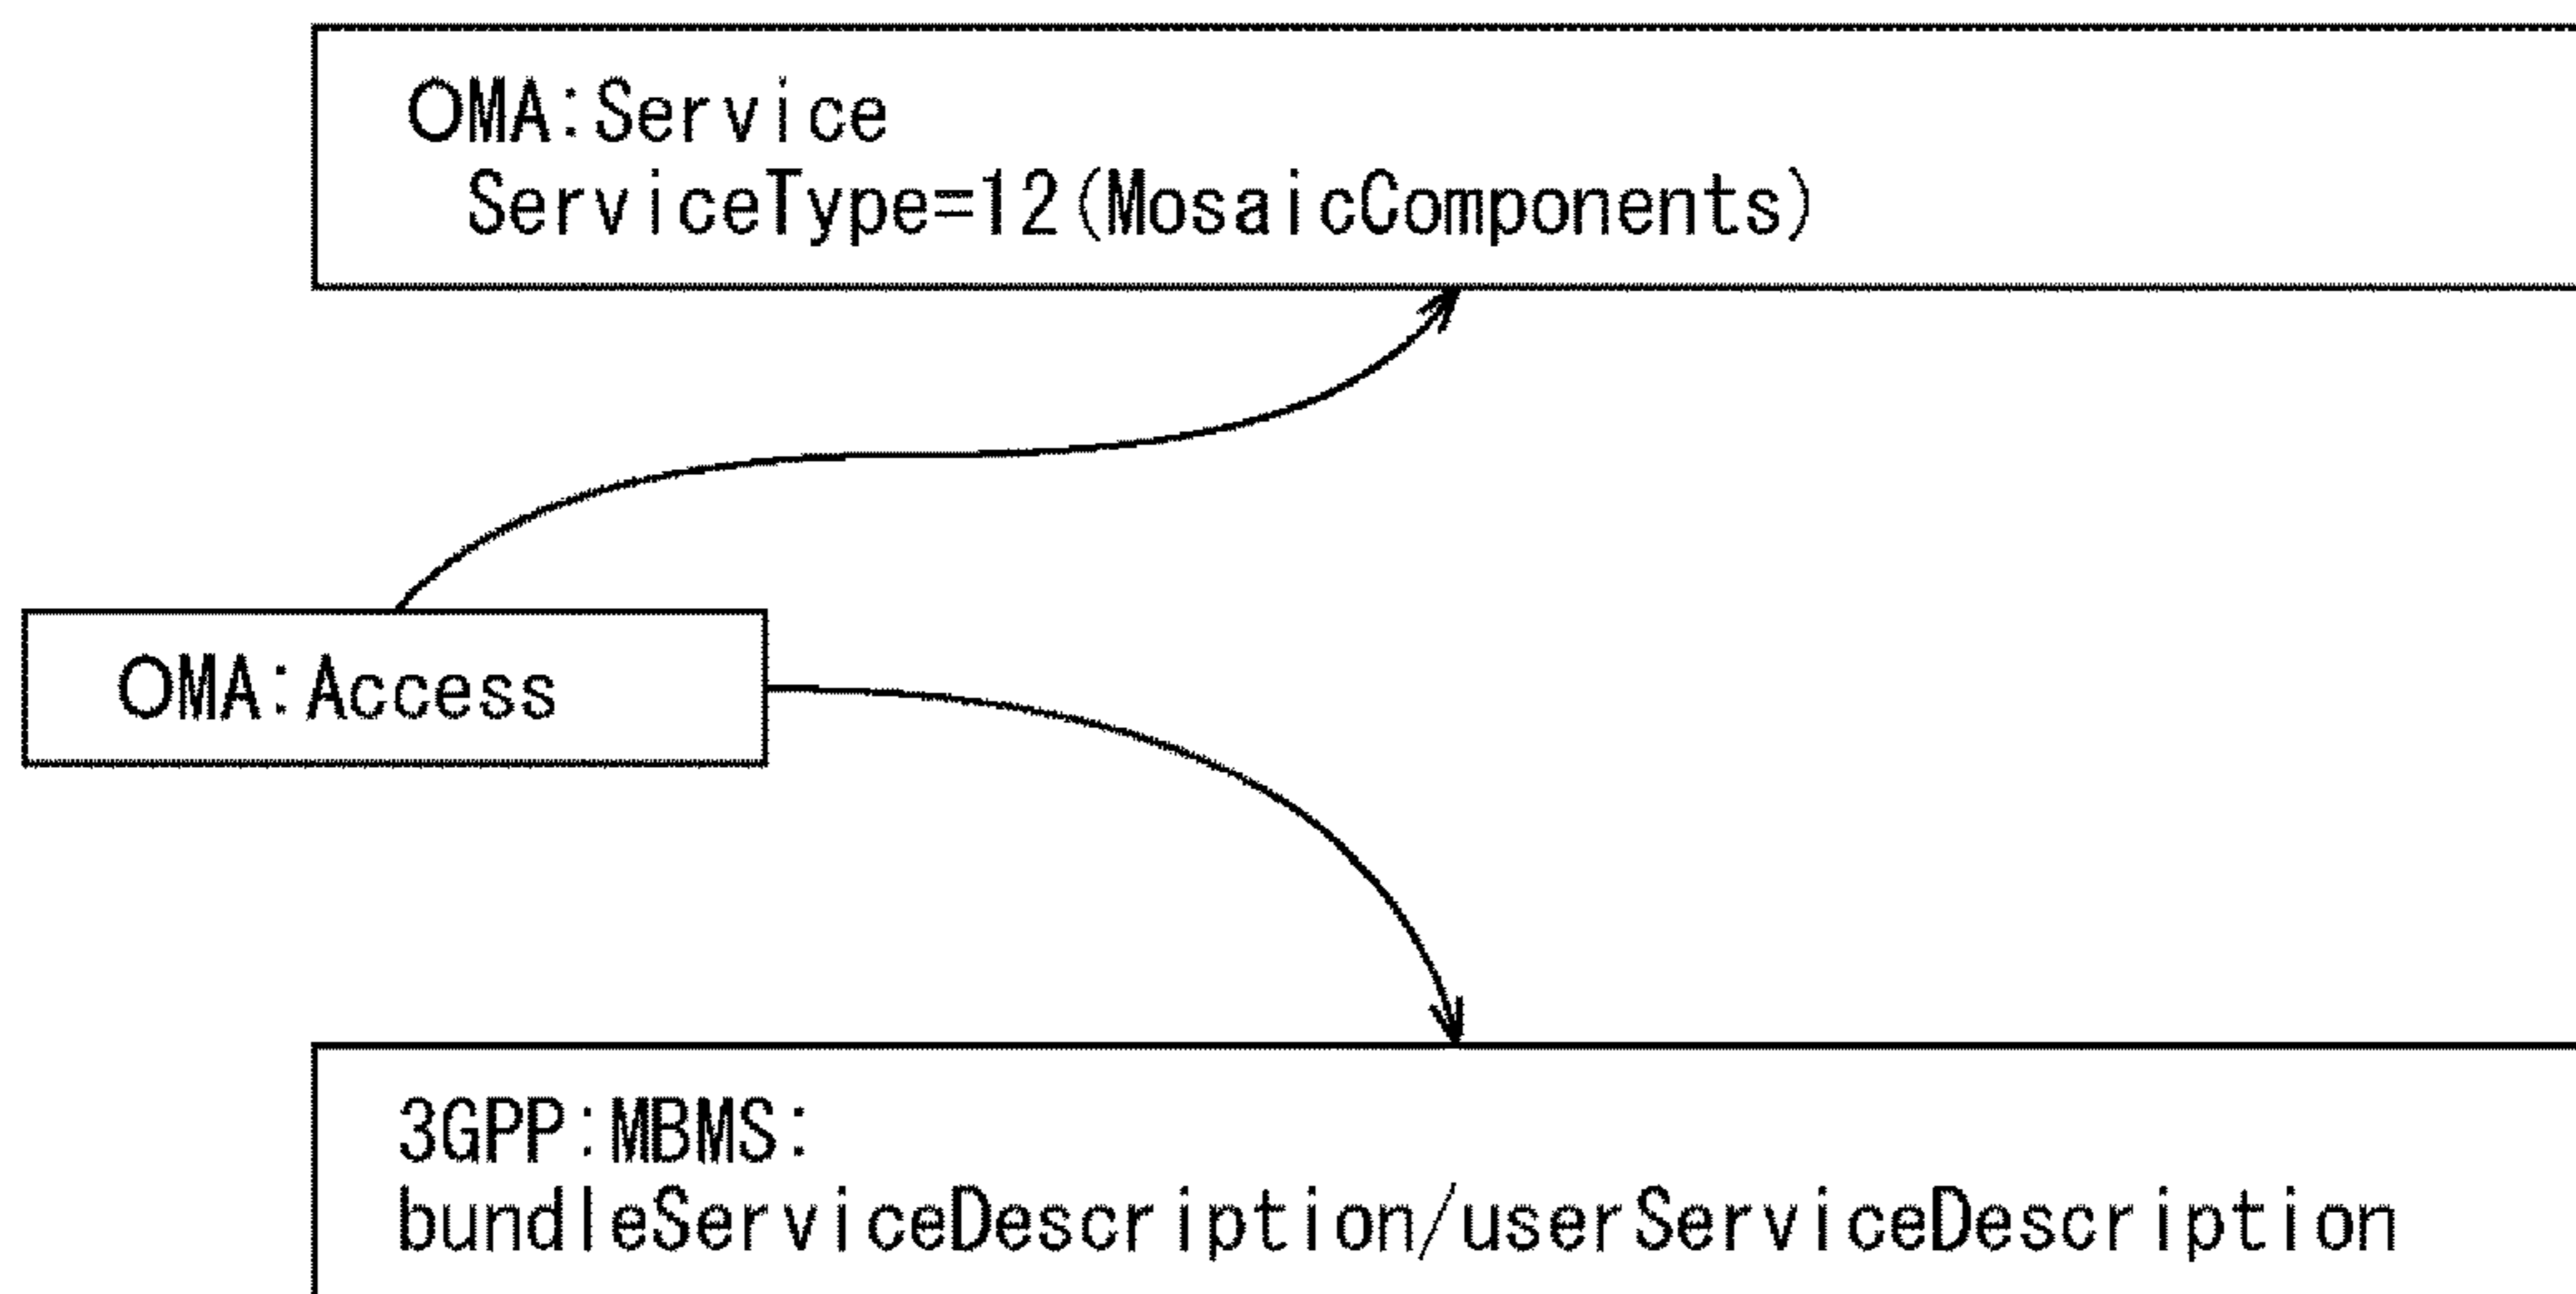 OMA:Service
ServiceType=12(MosaicComponents)
OMA:Access
3GPP:MBMS:
bundleServiceDescription/userServiceDescription